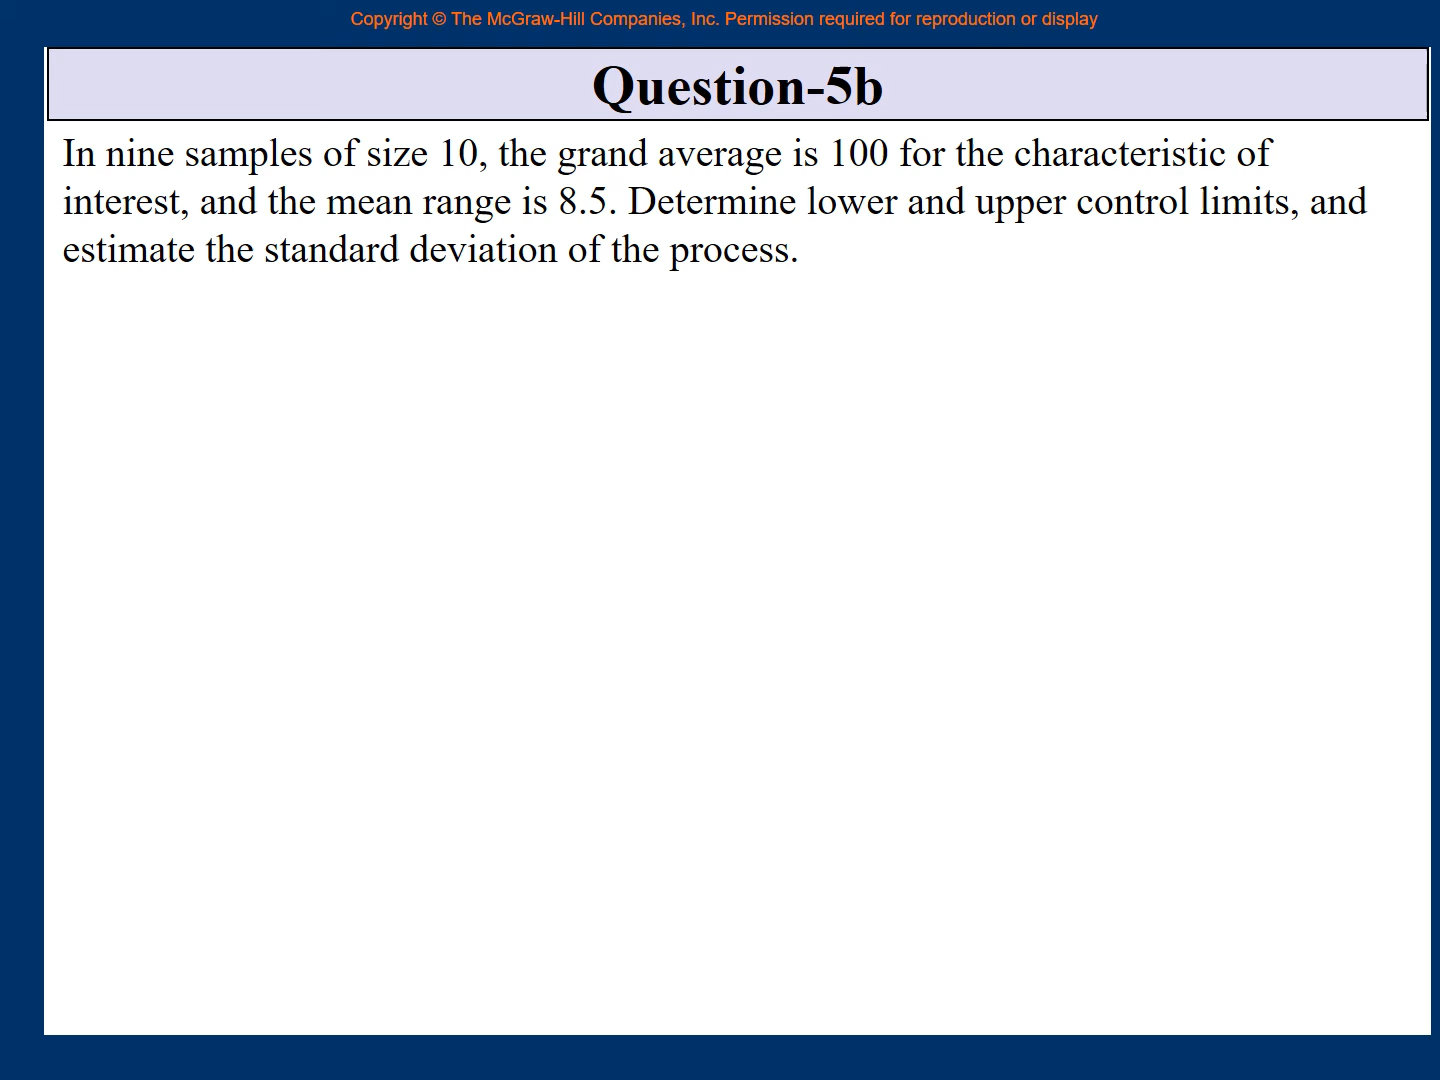 Copyright © The McGraw-Hill Companies, Inc. Permission required for reproduction or display
Question-5b
In nine samples of size 10, the grand average is 100 for the characteristic of
interest, and the mean range is 8.5. Determine lower and upper control limits, and
estimate the standard deviation of the process.